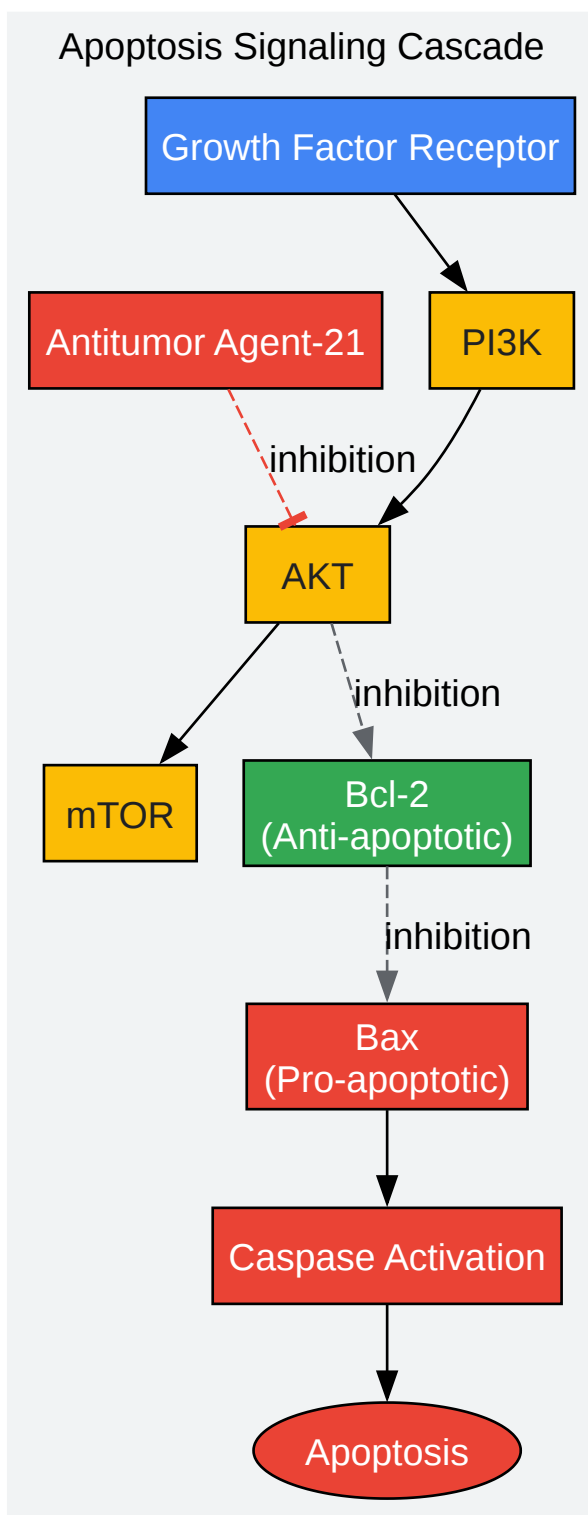 Apoptosis Signaling Cascade
Growth Factor Receptor
Antitumor Agent-21
PI3K
inhibition
AKT
inhibition
mTOR
Bcl-2
(Anti-apoptotic)
inhibition
Bax
(Pro-apoptotic)
Caspase Activation
Apoptosis